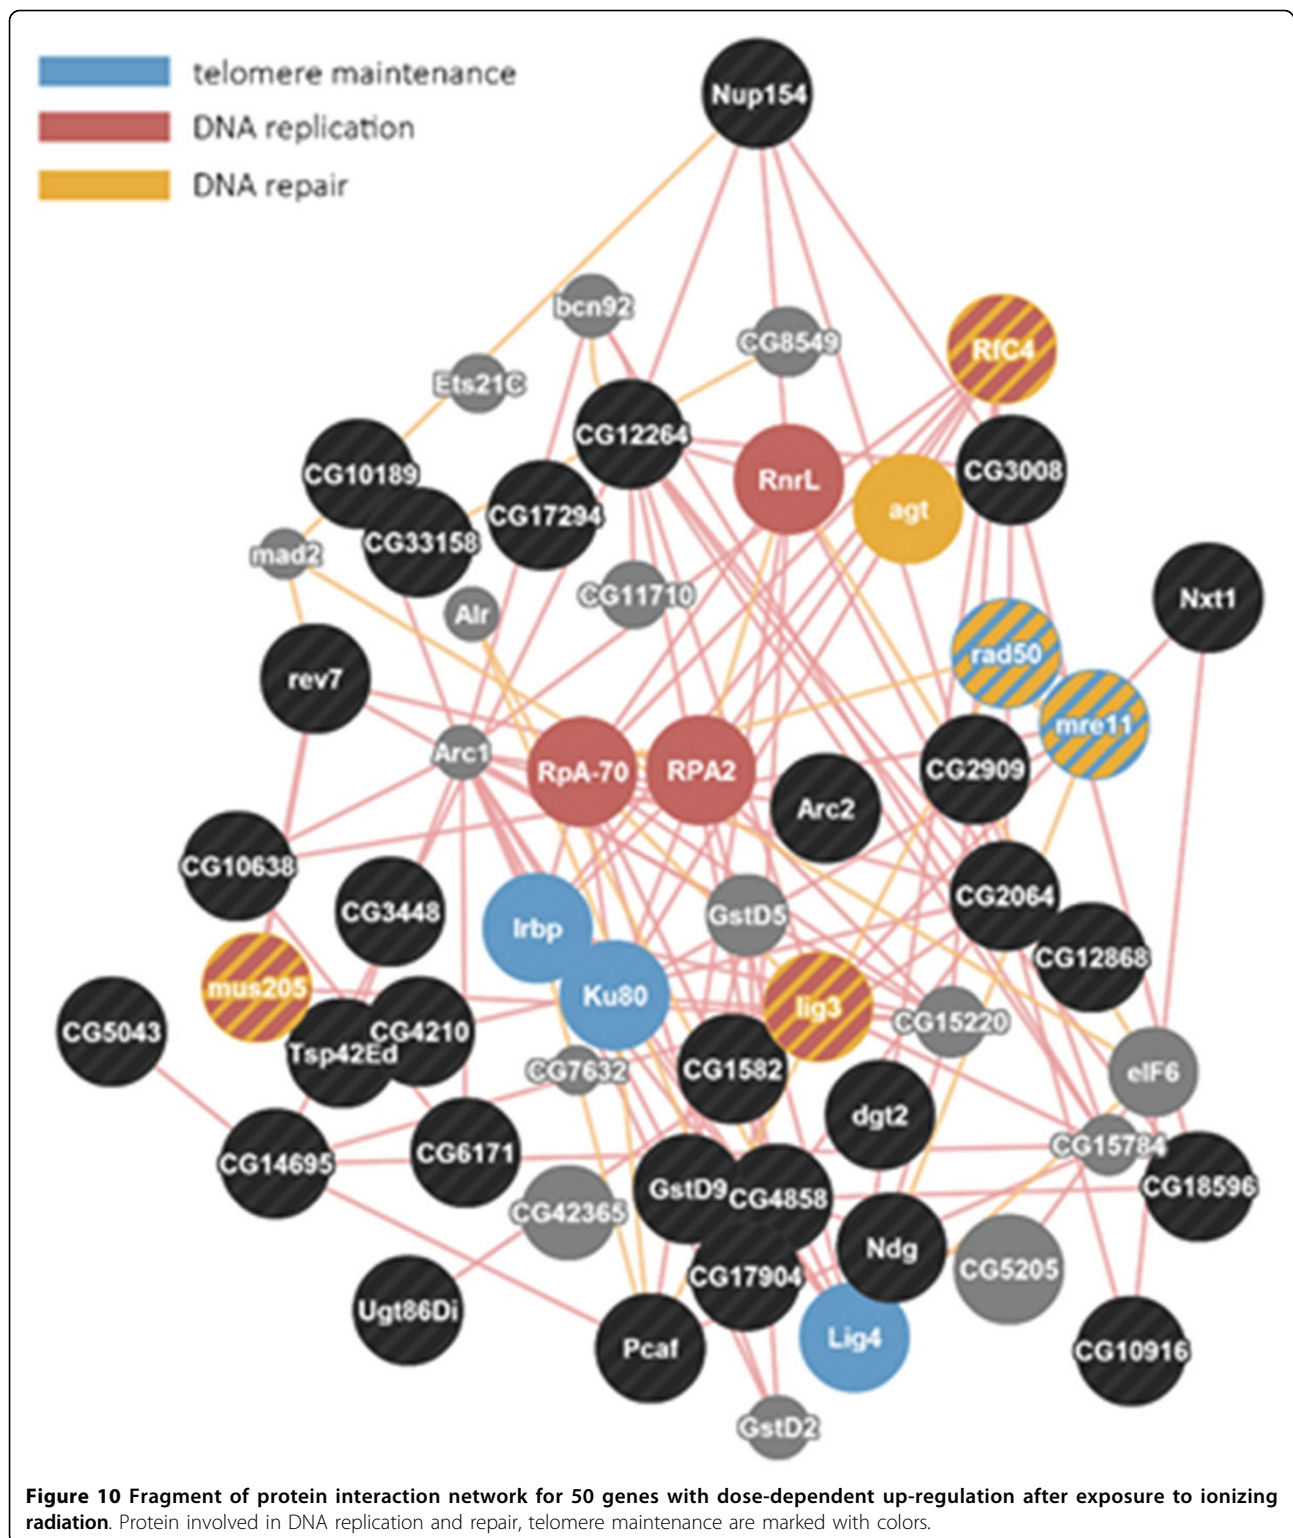 telomere maintenance
DNA replication
DNA repair
Nup154
bcn92
CG8549
RfC4
Ets21C
CG12264
CG10189
RnrL
CG3008
CG17294
agt
CG33158
mad2
CG11710
Nxt1
Alr
rad50
rev7
mre11
Arc1
RpA-70
RPA2
CG2909
Arc2
CG10638
CG3448
Irbp
GstD5
CG2064
CG12868
mus205
Ku80
lig3
CG5043
CG4210
CG15220
Tsp42Ed
CG7632
CG1582
eIF6
dgt2
CG14695
CG6171
CG15784
GstD9
CG4858
CG18596
CG42365
Ndg
CG17904
CG5205
Ugt86Di
Pcaf
Lig4
CG10916
GstD2
Figure 10 Fragment of protein interaction network for 50 genes with dose-dependent up-regulation after exposure to ionizing
radiation. Protein involved in DNA replication and repair, telomere maintenance are marked with colors.